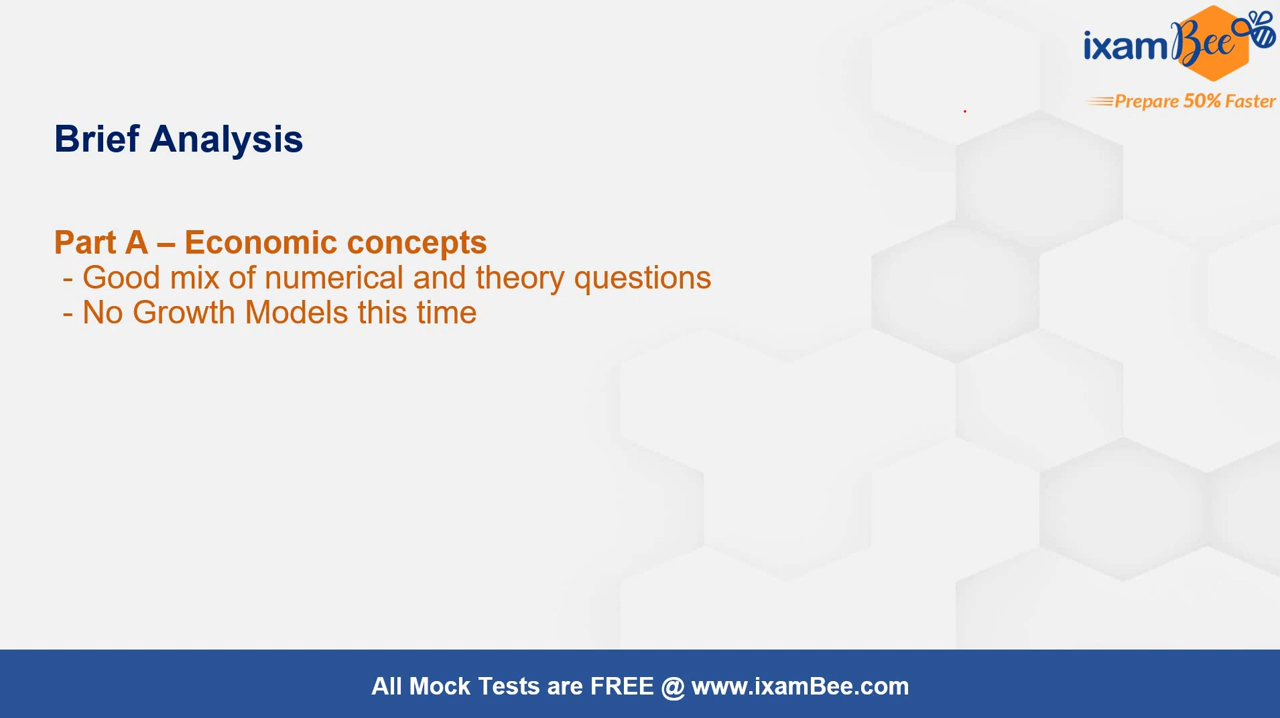 ixamBee
Prepare 50% Faster
Brief Analysis
Part A – Economic concepts
- Good mix of numerical and theory questions
- No Growth Models this time
All Mock Tests are FREE @ www.ixamBee.com